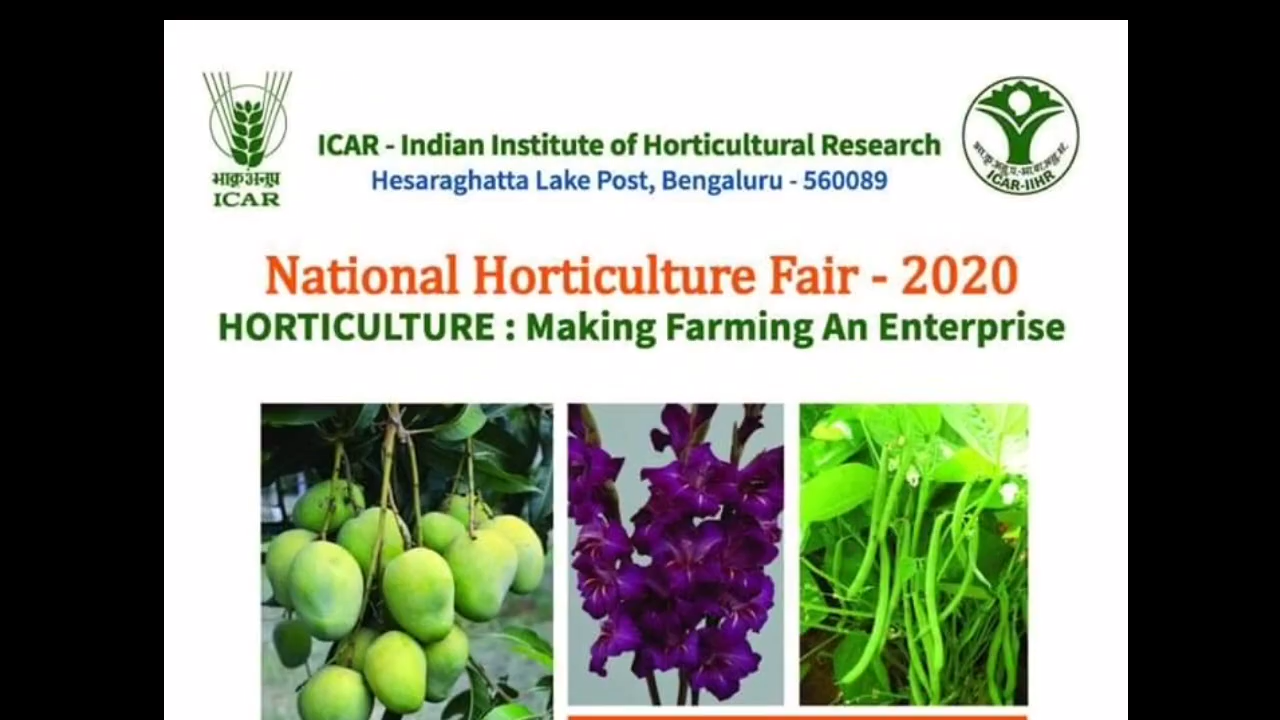 भाकृअनुप
ICAR
ICAR - Indian Institute of Horticultural Research
Hesaraghatta Lake Post, Bengaluru - 560089
ICAR-IIHR
National Horticulture Fair - 2020
HORTICULTURE : Making Farming An Enterprise